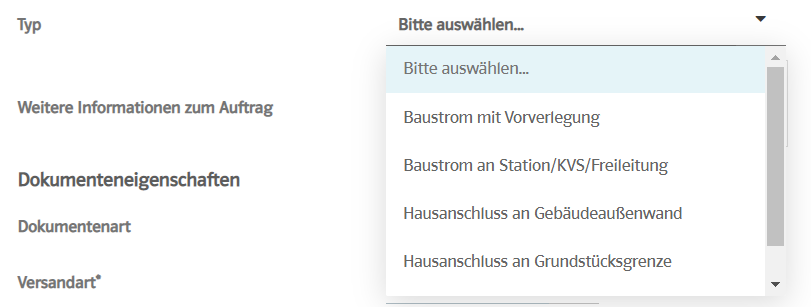 Typ
Bitte auswählen...
Bitte auswählen...
Baustrom mit Vorverlegung
Weitere Informationen zum Auftrag
Baustrom an Station/KVS/Freileitung
Dokumenteneigenschaften
Hausanschluss an Gebäudeaußenwand
Dokumentenart
Hausanschluss an Grundstücksgrenze
Versandart*